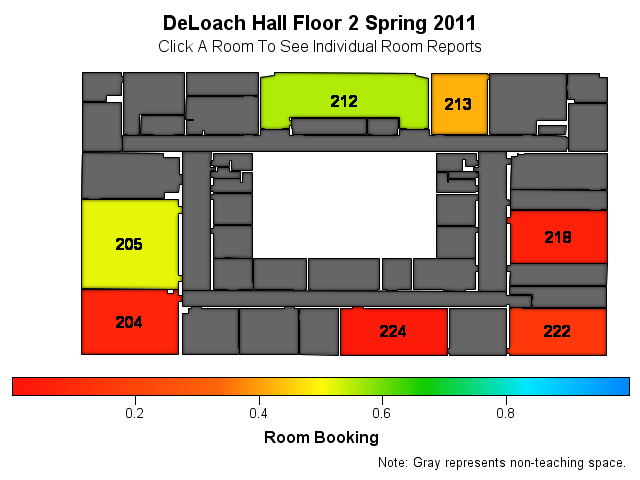 DeLoach Hall Floor 2 Spring 2011
Click A Room To See Individual Room Reports
212
213
205
218
204
224
222
0.2
0.4
0.6
0.8
Room Booking
Note: Gray represents non-teaching space.